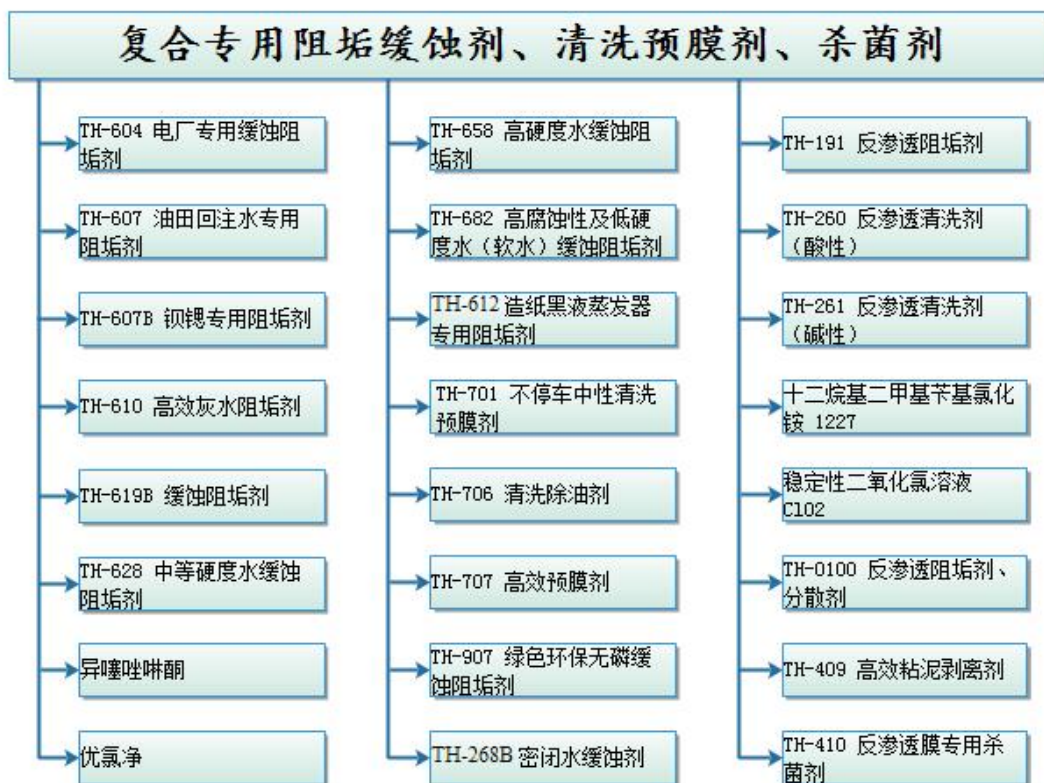 复合专用阻垢缓蚀剂、清洗预膜剂、杀菌剂
TH-604 电厂专用缓蚀阻
垢剂
TH-607 油田回注水专用
阻垢剂
TH-607B 钡锶专用阻垢剂
TH-610 高效灰水阻垢剂
TH-619B 缓蚀阻垢剂
TH-628 中等硬度水缓蚀
阻垢剂
异噻唑啉酮
优氯净
TH-658 高硬度水缓蚀阻
垢剂
TH-682 高腐蚀性及低硬
度水（软水）缓蚀阻垢剂
TH-612 造纸黑液蒸发器
专用阻垢剂
TH-701 不停车中性清洗
预膜剂
TH-706 清洗除油剂
TH-707 高效预膜剂
TH-907 绿色环保无磷缓
蚀阻垢剂
TH-268B 密闭水缓蚀剂
TH-191 反渗透阻垢剂
TH-260 反渗透清洗剂
（酸性）
TH-261 反渗透清洗剂
（碱性）
十二烷基二甲基苄基氯化
铵 1227
稳定性二氧化氯溶液
ClO2
TH-0100 反渗透阻垢剂、
分散剂
TH-409 高效粘泥剥离剂
TH-410 反渗透膜专用杀
菌剂